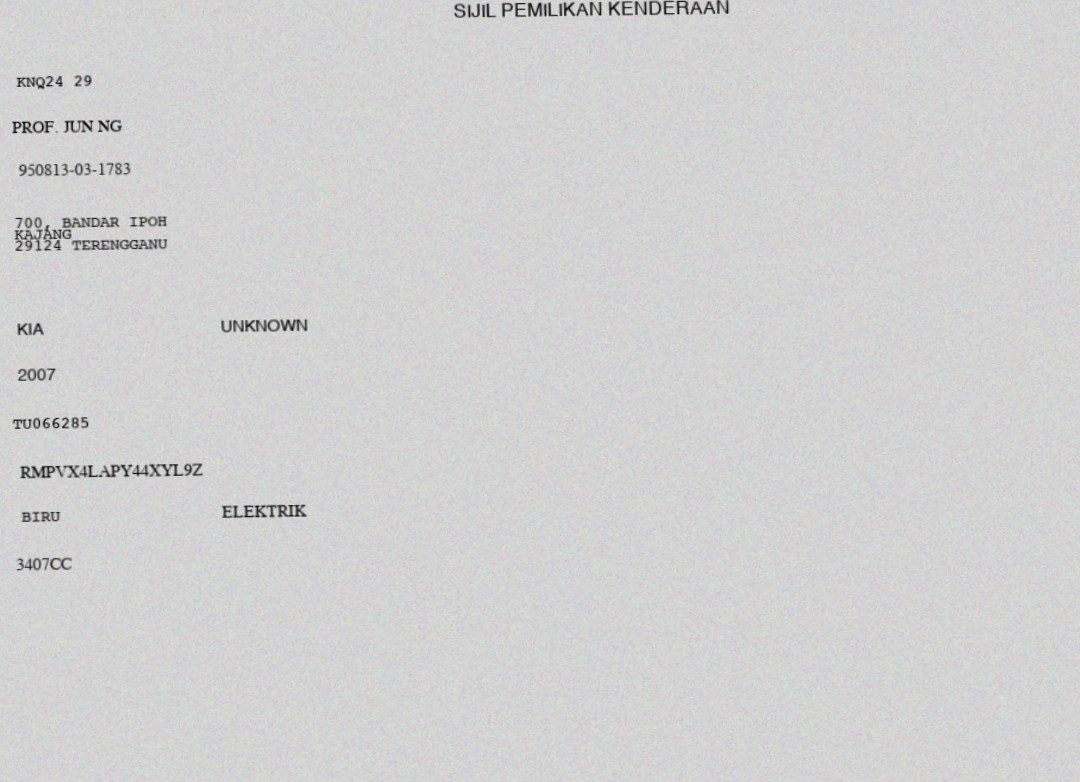 SIJIL PEMILIKAN KENDERAAN
KNQ24 29
PROF. JUN NG
950813-03-1783
700, BANDAR IPOH
KAJANG
29124 TERENGGANU
KIA UNKNOWN
2007
TU066285
RMPVX4LAPY44XYL9Z
BIRU ELEKTRIK
3407CC